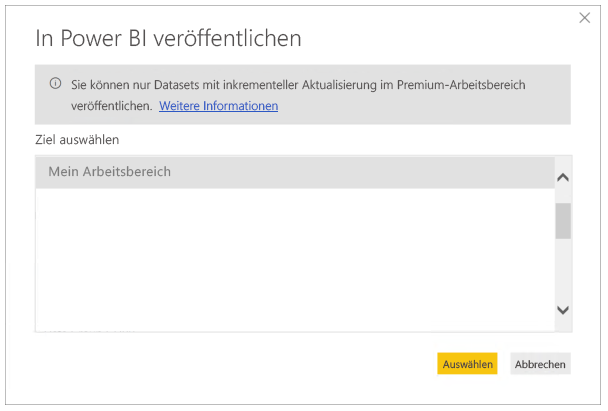 In Power BI veröffentlichen
Sie können nur Datasets mit inkrementeller Aktualisierung im Premium-Arbeitsbereich
veröffentlichen. Weitere Informationen
Ziel auswählen
Mein Arbeitsbereich
Auswählen Abbrechen